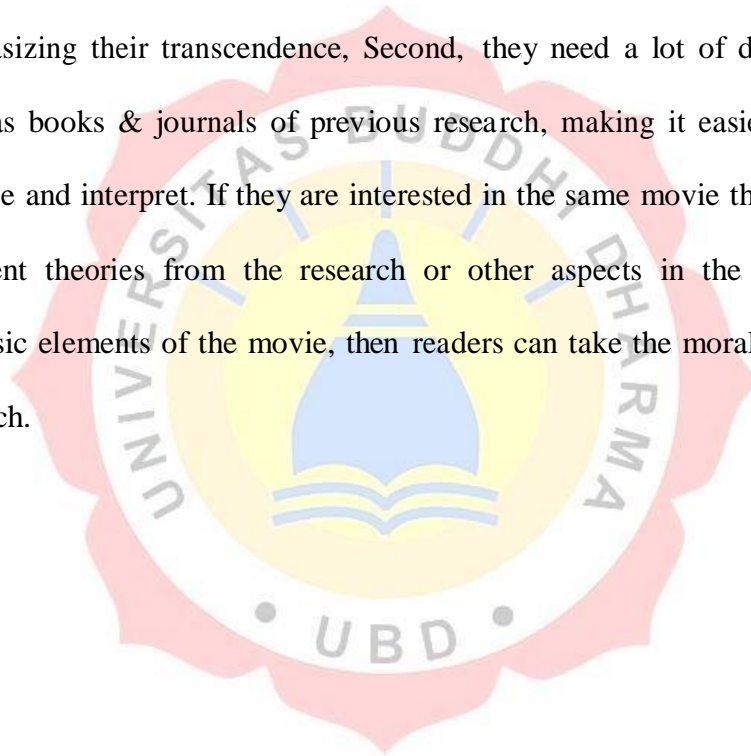 asizing their transcendence, Second, they need a lot of d
as books & journals of previous research, making it easie
e and interpret. If they are interested in the same movie th
ent theories from the research or other aspects in the
sic elements of the movie, then readers can take the moral
ch.
UNIVERSITAS BUDDHI DHARMA
• UBD •